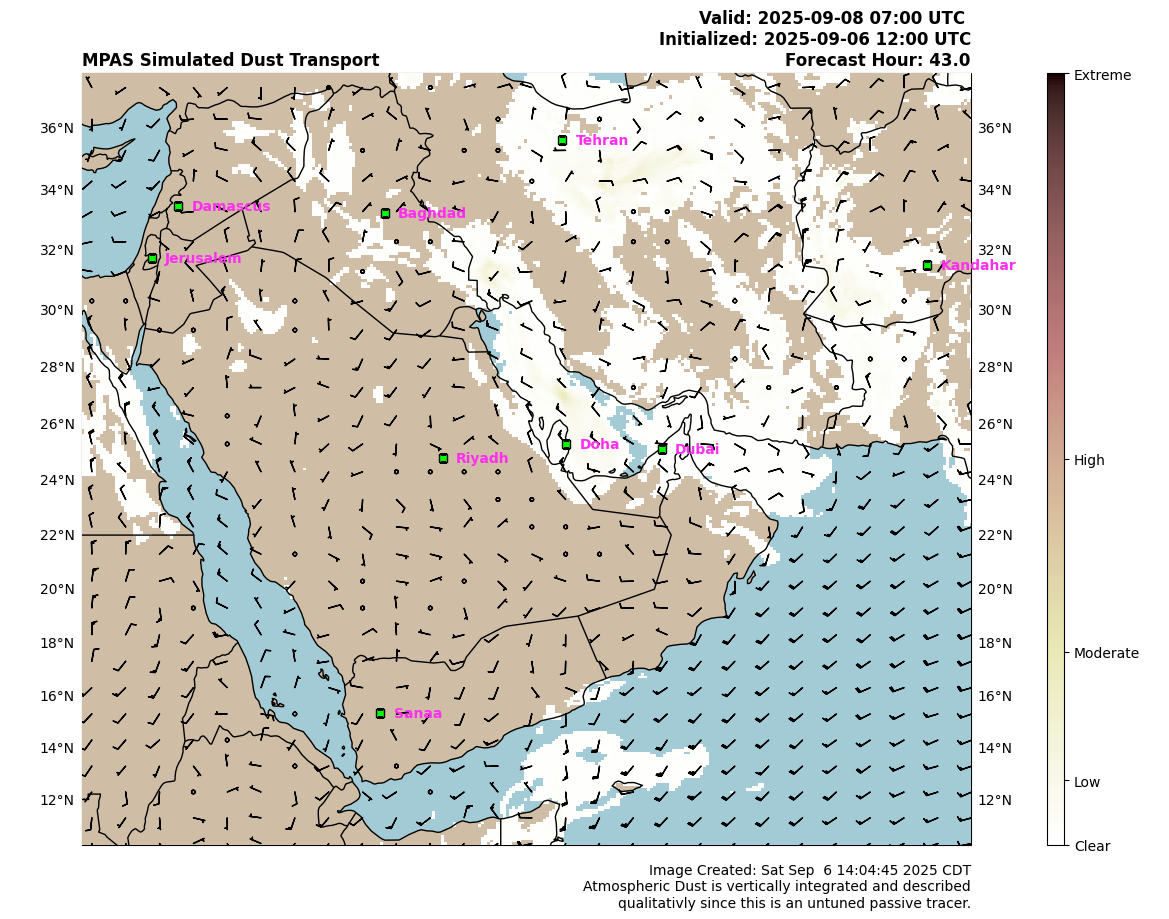 Valid: 2025-09-08 07:00 UTC
Initialized: 2025-09-06 12:00 UTC
MPAS Simulated Dust Transport
Forecast Hour: 43.0
Extreme
36°N
36°N
Tehran
34°N
34°N
Damascus
Baghdad
32°N
32°N
Jerusalem
Kandahar
30°N
30°N
28°N
28°N
26°N
26°N
Doha
Dubai
Riyadh
High
24°N
24°N
22°N
22°N
20°N
20°N
18°N
18°N
Moderate
16°N
16°N
Sanaa
14°N
14°N
Low
12°N
12°N
Clear
Image Created: Sat Sep  6 14:04:45 2025 CDT
Atmospheric Dust is vertically integrated and described
qualitativly since this is an untuned passive tracer.